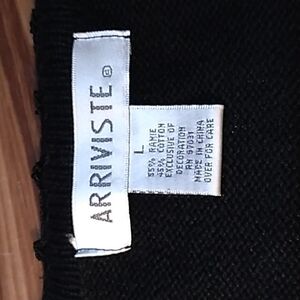 ARRIVISTE ®
L
55% RAMIE
45% COTTON
EXCLUSIVE OF
DECORATION
RN 97031
MADE IN CHINA
OVER FOR CARE